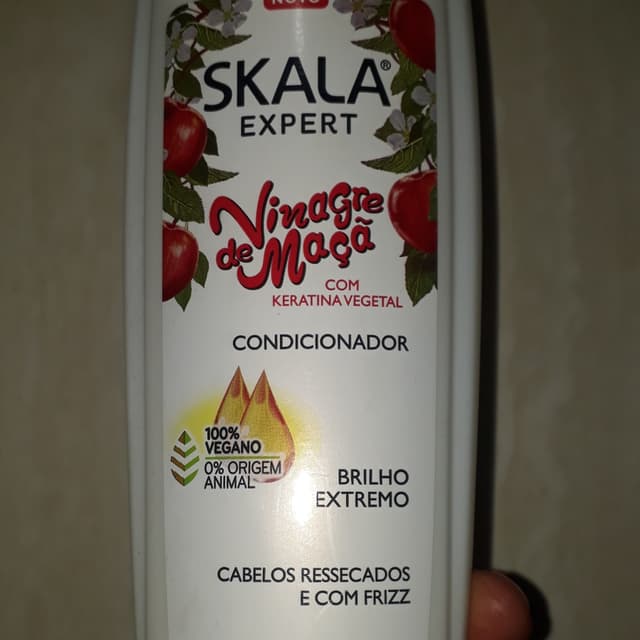 NOVO
SKALA®
EXPERT
Vinagre
de Maçã
COM
KERATINA VEGETAL
CONDICIONADOR
100%
VEGANO
0% ORIGEM
ANIMAL
BRILHO
EXTREMO
CABELOS RESSECADOS
E COM FRIZZ